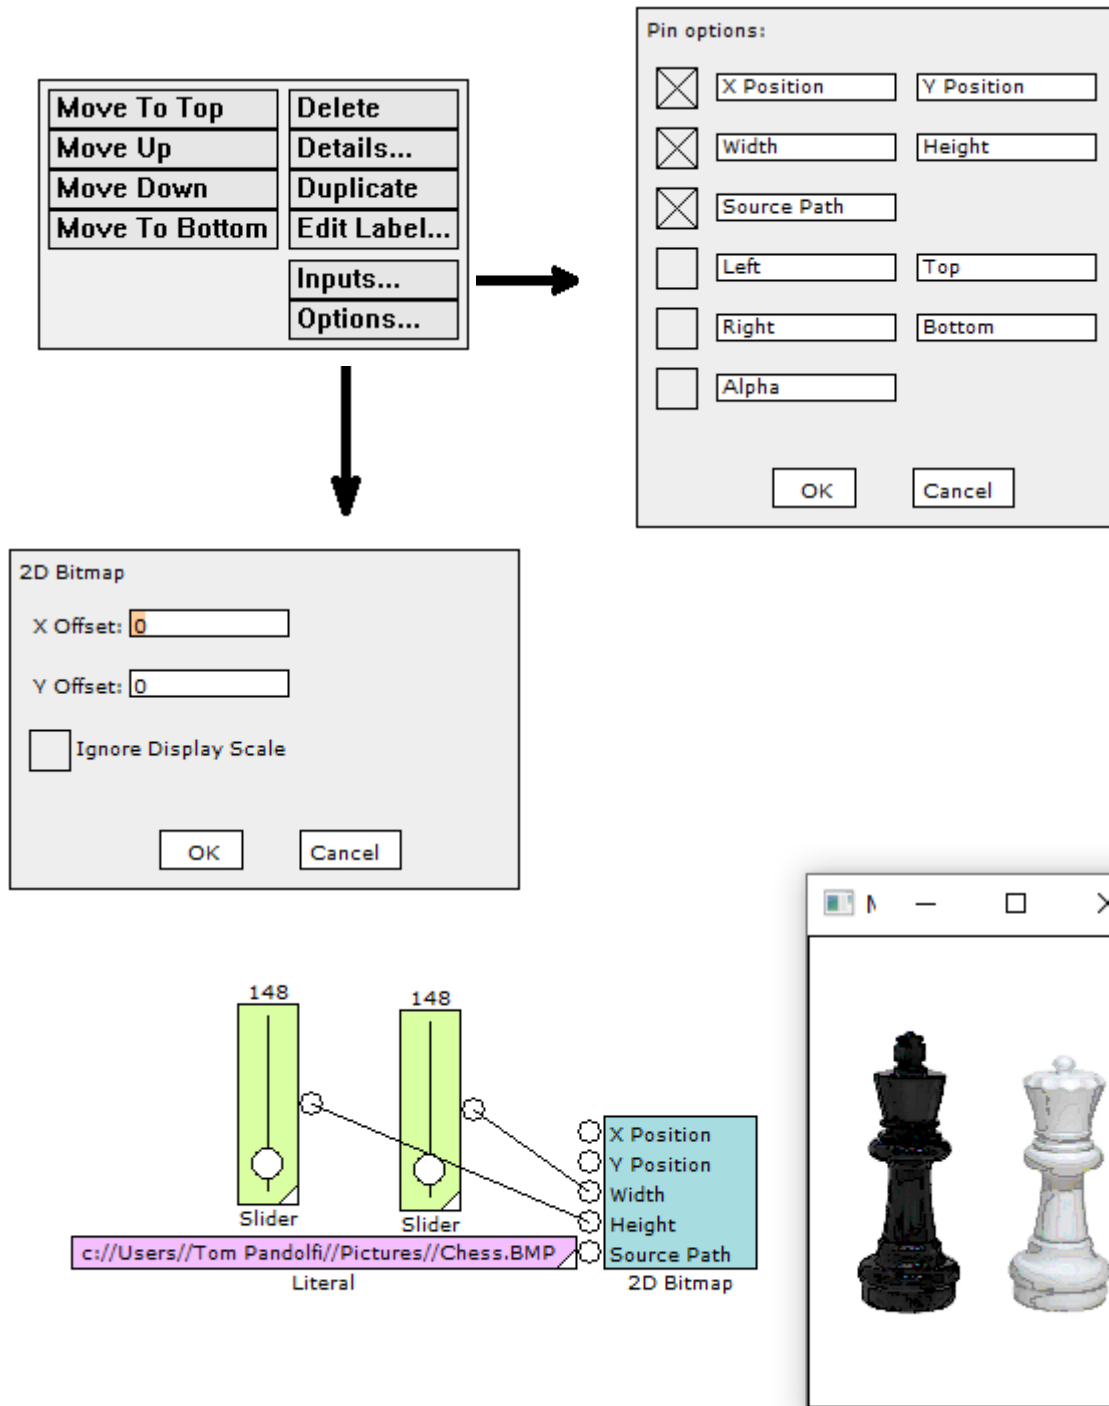 Pin options:
X Position Y Position
Width Height
Source Path
Left Top
Right Bottom
Alpha
OK Cancel
Move To Top Delete
Move Up Details...
Move Down Duplicate
Move To Bottom Edit Label...
Inputs...
Options...
2D Bitmap
X Offset: 0
Y Offset: 0
Ignore Display Scale
OK Cancel
148
148
Slider
Slider
c://Users//Tom Pandolfi//Pictures//Chess.BMP
Literal
X Position
Y Position
Width
Height
Source Path
2D Bitmap